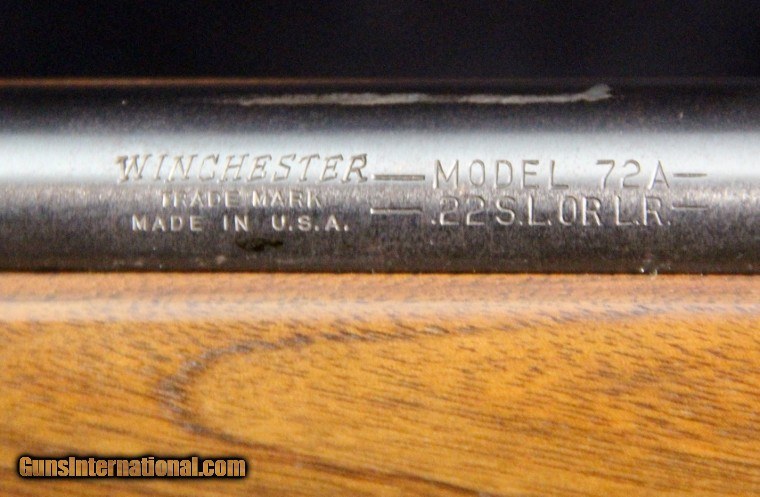 WINCHESTER
TRADE MARK
MADE IN U.S.A.
— MODEL 72A —
— .22 S.L. OR L.R. —
GunsInternational.com